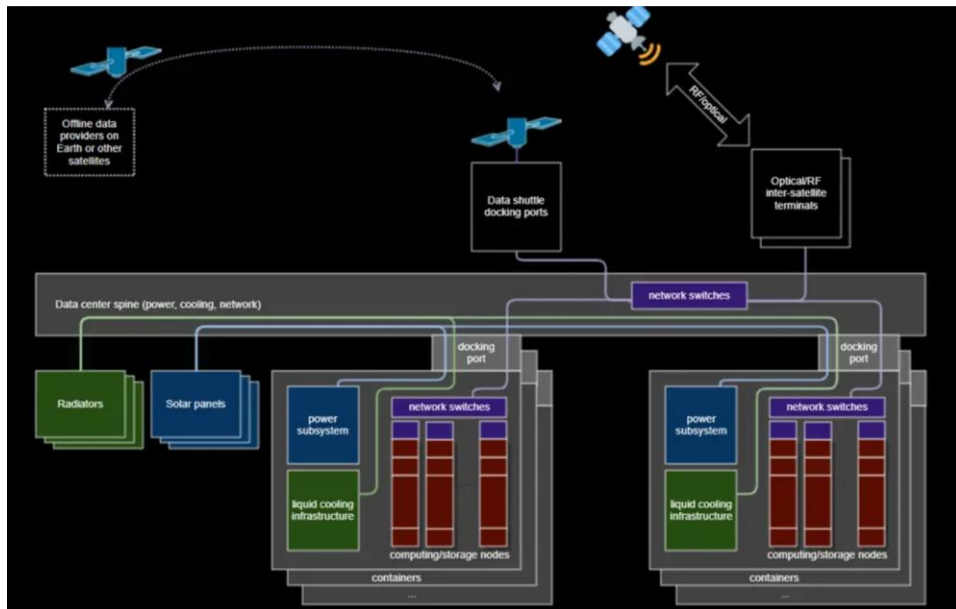 Offline data
providers on
Earth or other
satellites
RF/optical
Data shuttle
docking ports
Optical/RF
inter-satellite
terminals
Data center spine (power, cooling, network)
network switches
docking
port
docking
port
Radiators
Solar panels
power
subsystem
network switches
liquid cooling
infrastructure
computing/storage nodes
containers
...
power
subsystem
network switches
liquid cooling
infrastructure
computing/storage nodes
containers
...